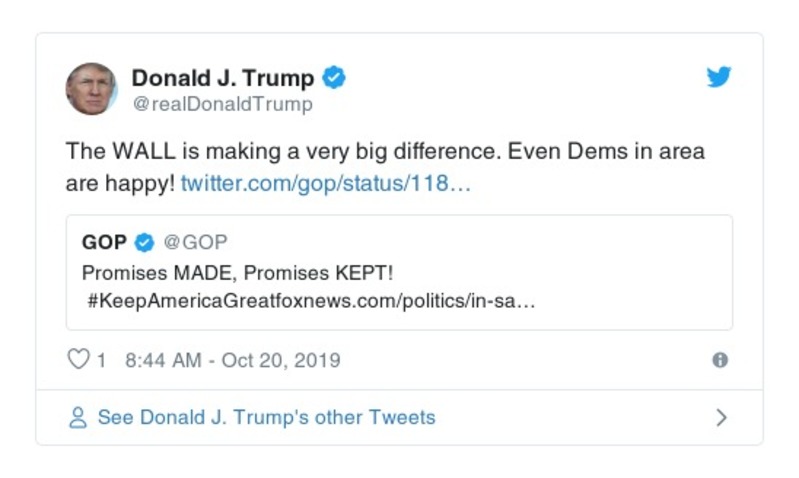 Donald J. Trump
@realDonaldTrump
The WALL is making a very big difference. Even Dems in area
are happy! twitter.com/gop/status/118…
GOP @GOP
Promises MADE, Promises KEPT!
#KeepAmericaGreatfoxnews.com/politics/in-sa…
1 8:44 AM - Oct 20, 2019
See Donald J. Trump's other Tweets